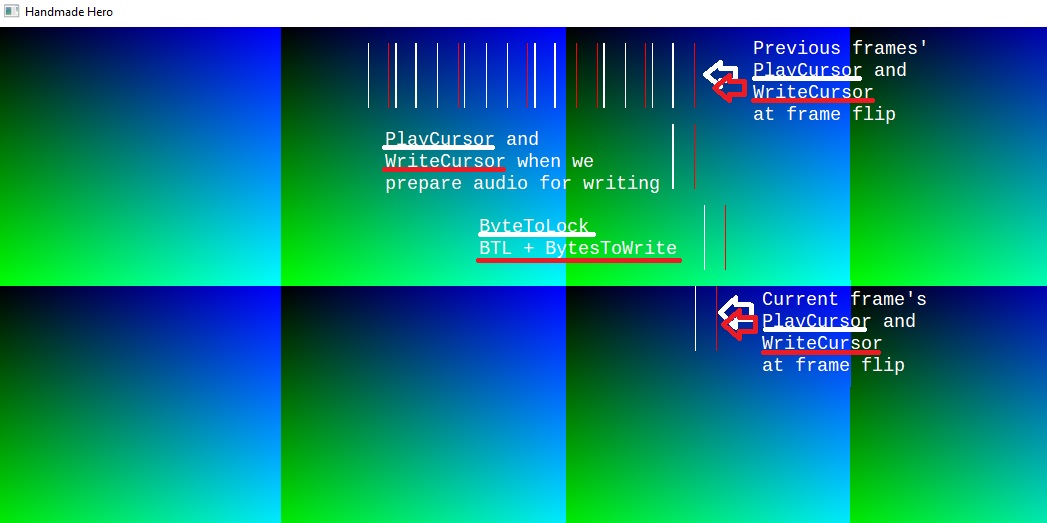 Handmade Hero
Previous frames'
PlayCursor and
WriteCursor
at frame flip
PlayCursor and
WriteCursor when we
prepare audio for writing
ByteToLock
BTL + BytesToWrite
Current frame's
PlayCursor and
WriteCursor
at frame flip